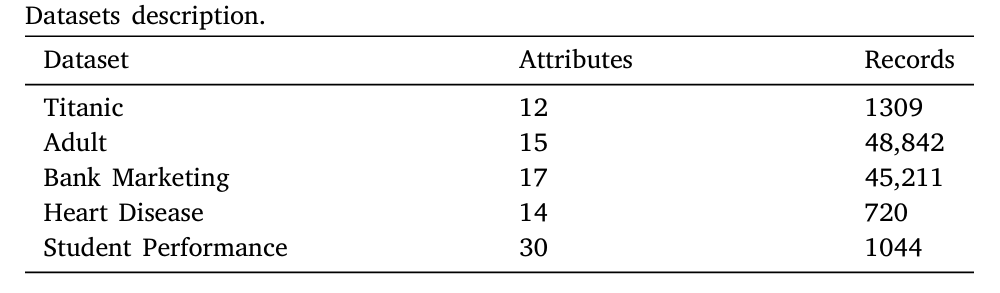 Datasets description.
Dataset Attributes Records
Titanic 12 1309
Adult 15 48,842
Bank Marketing 17 45,211
Heart Disease 14 720
Student Performance 30 1044